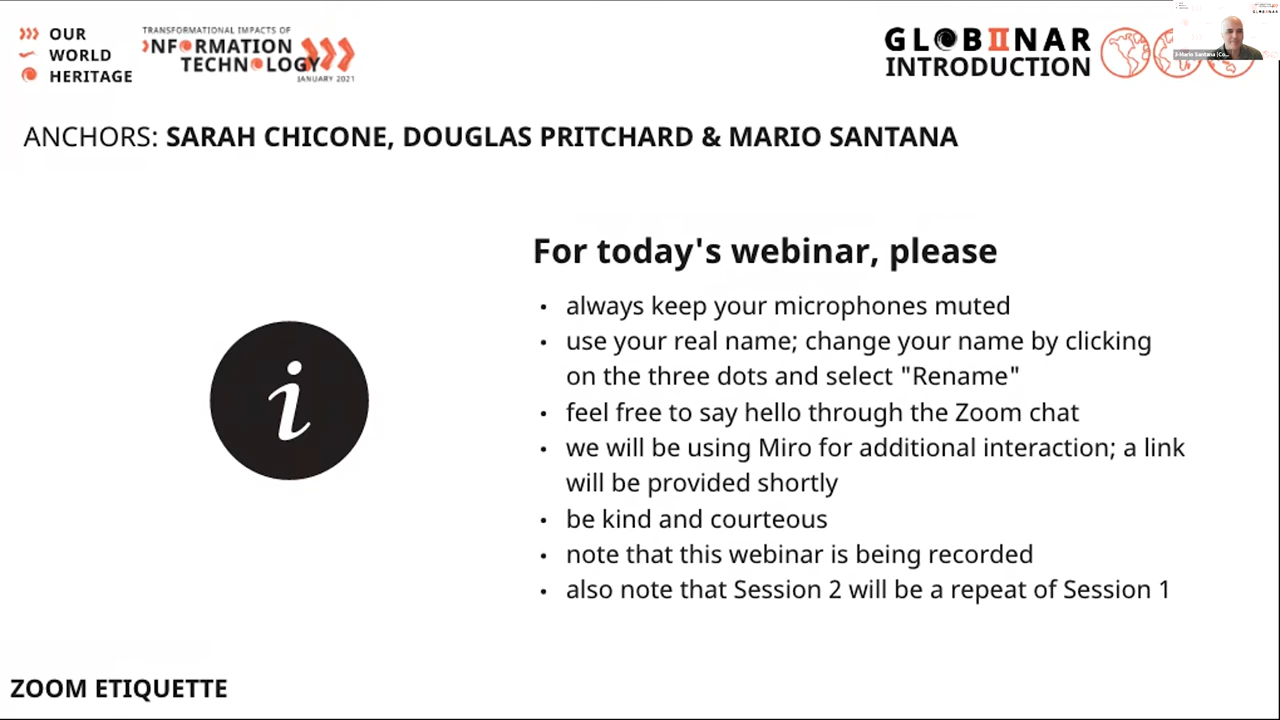 OUR
WORLD
HERITAGE
TRANSFORMATIONAL IMPACTS OF
INFORMATION
TECHNOLOGY
JANUARY 2021
GLOBIINAR
INTRODUCTION
ANCHORS: SARAH CHICONE, DOUGLAS PRITCHARD & MARIO SANTANA
For today's webinar, please
• always keep your microphones muted
• use your real name; change your name by clicking
on the three dots and select "Rename"
• feel free to say hello through the Zoom chat
• we will be using Miro for additional interaction; a link
will be provided shortly
• be kind and courteous
• note that this webinar is being recorded
• also note that Session 2 will be a repeat of Session 1
i
ZOOM ETIQUETTE